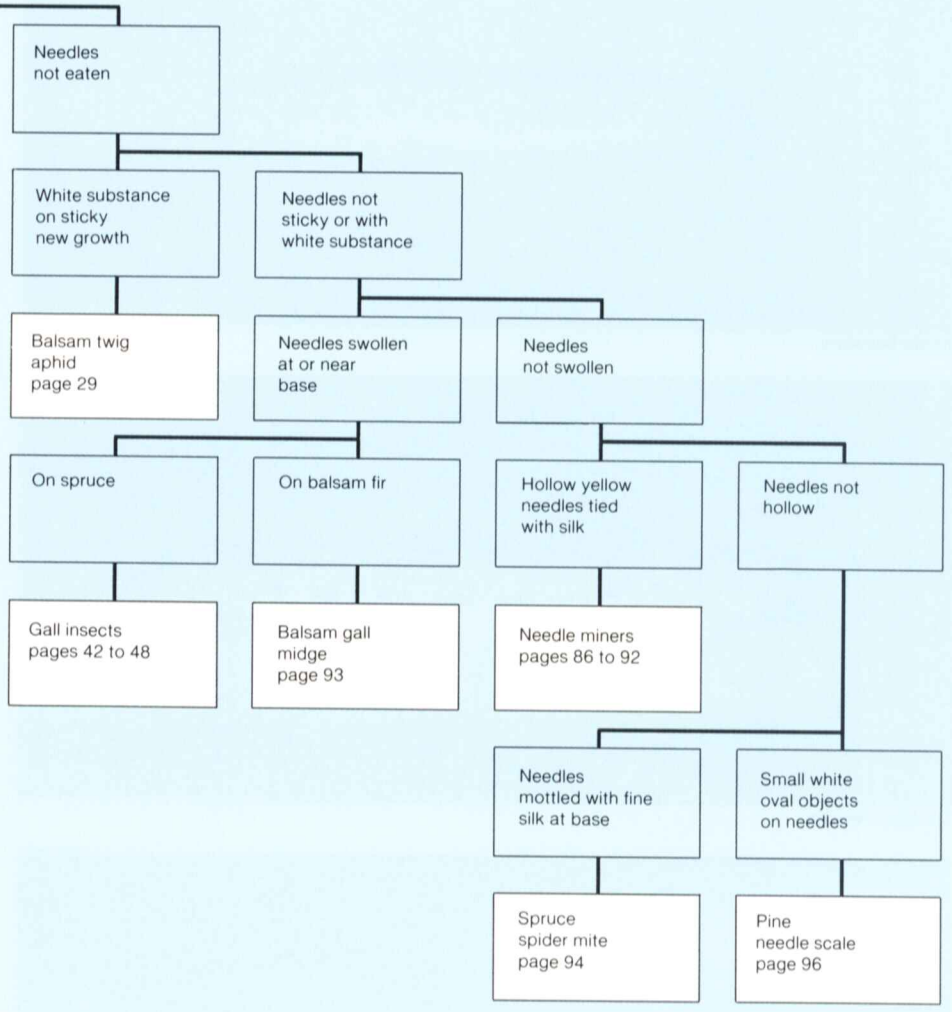 Needles
not eaten
White substance
on sticky
new growth
Needles not
sticky or with
white substance
Balsam twig
aphid
page 29
Needles swollen
at or near
base
Needles
not swollen
On spruce
On balsam fir
Hollow yellow
needles tied
with silk
Needles not
hollow
Gall insects
pages 42 to 48
Balsam gall
midge
page 93
Needle miners
pages 86 to 92
Needles
mottled with fine
silk at base
Small white
oval objects
on needles
Spruce
spider mite
page 94
Pine
needle scale
page 96